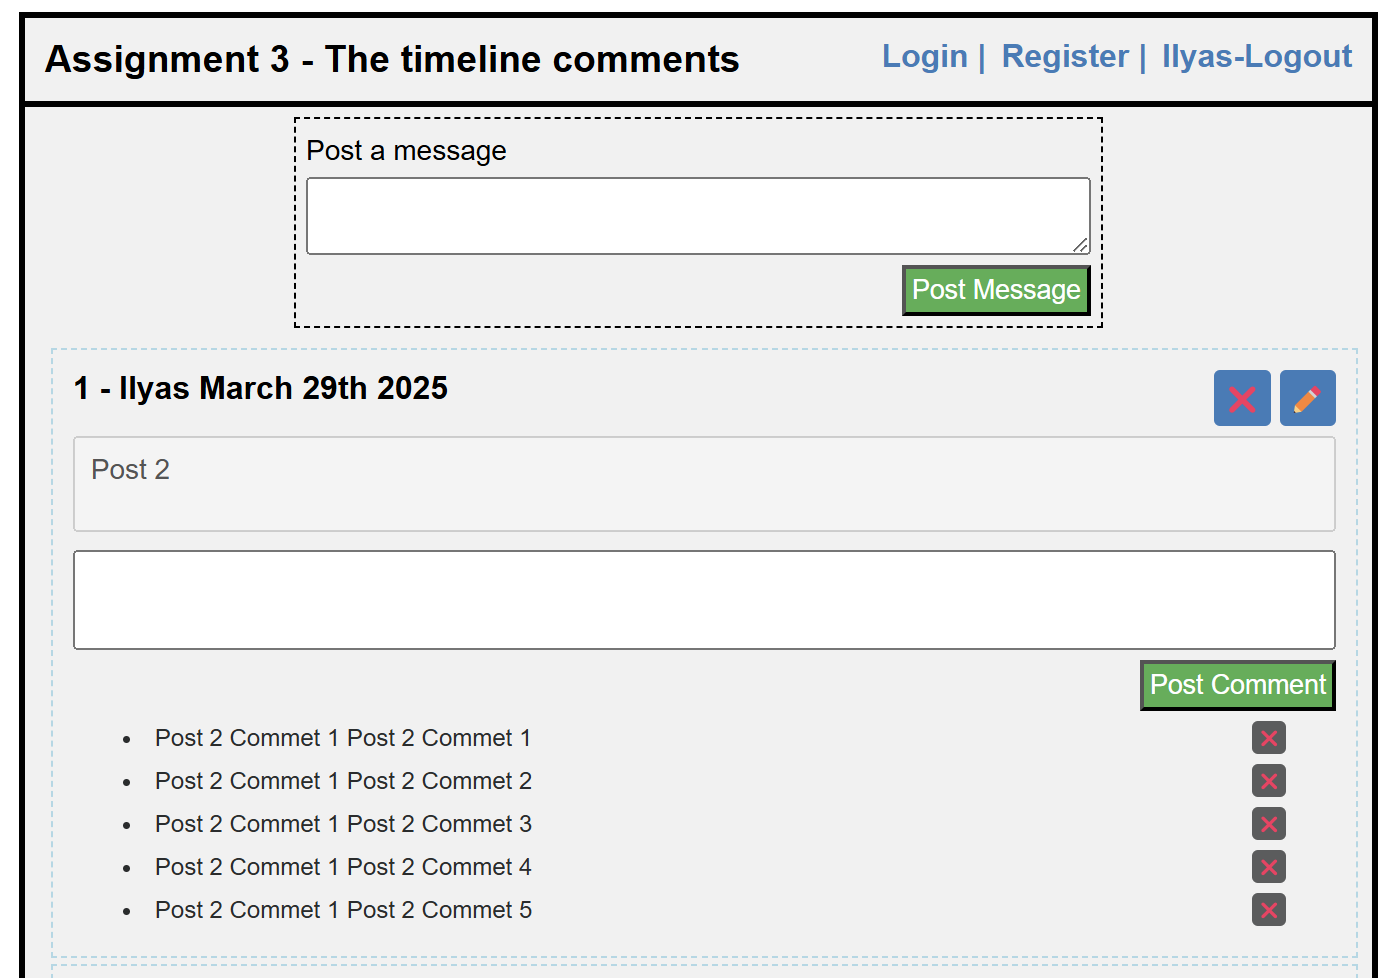 Assignment 3 - The timeline comments
Login | Register | Ilyas-Logout
Post a message
Post Message
1 - Ilyas March 29th 2025
Post 2
Post Comment
Post 2 Commet 1 Post 2 Commet 1
Post 2 Commet 1 Post 2 Commet 2
Post 2 Commet 1 Post 2 Commet 3
Post 2 Commet 1 Post 2 Commet 4
Post 2 Commet 1 Post 2 Commet 5